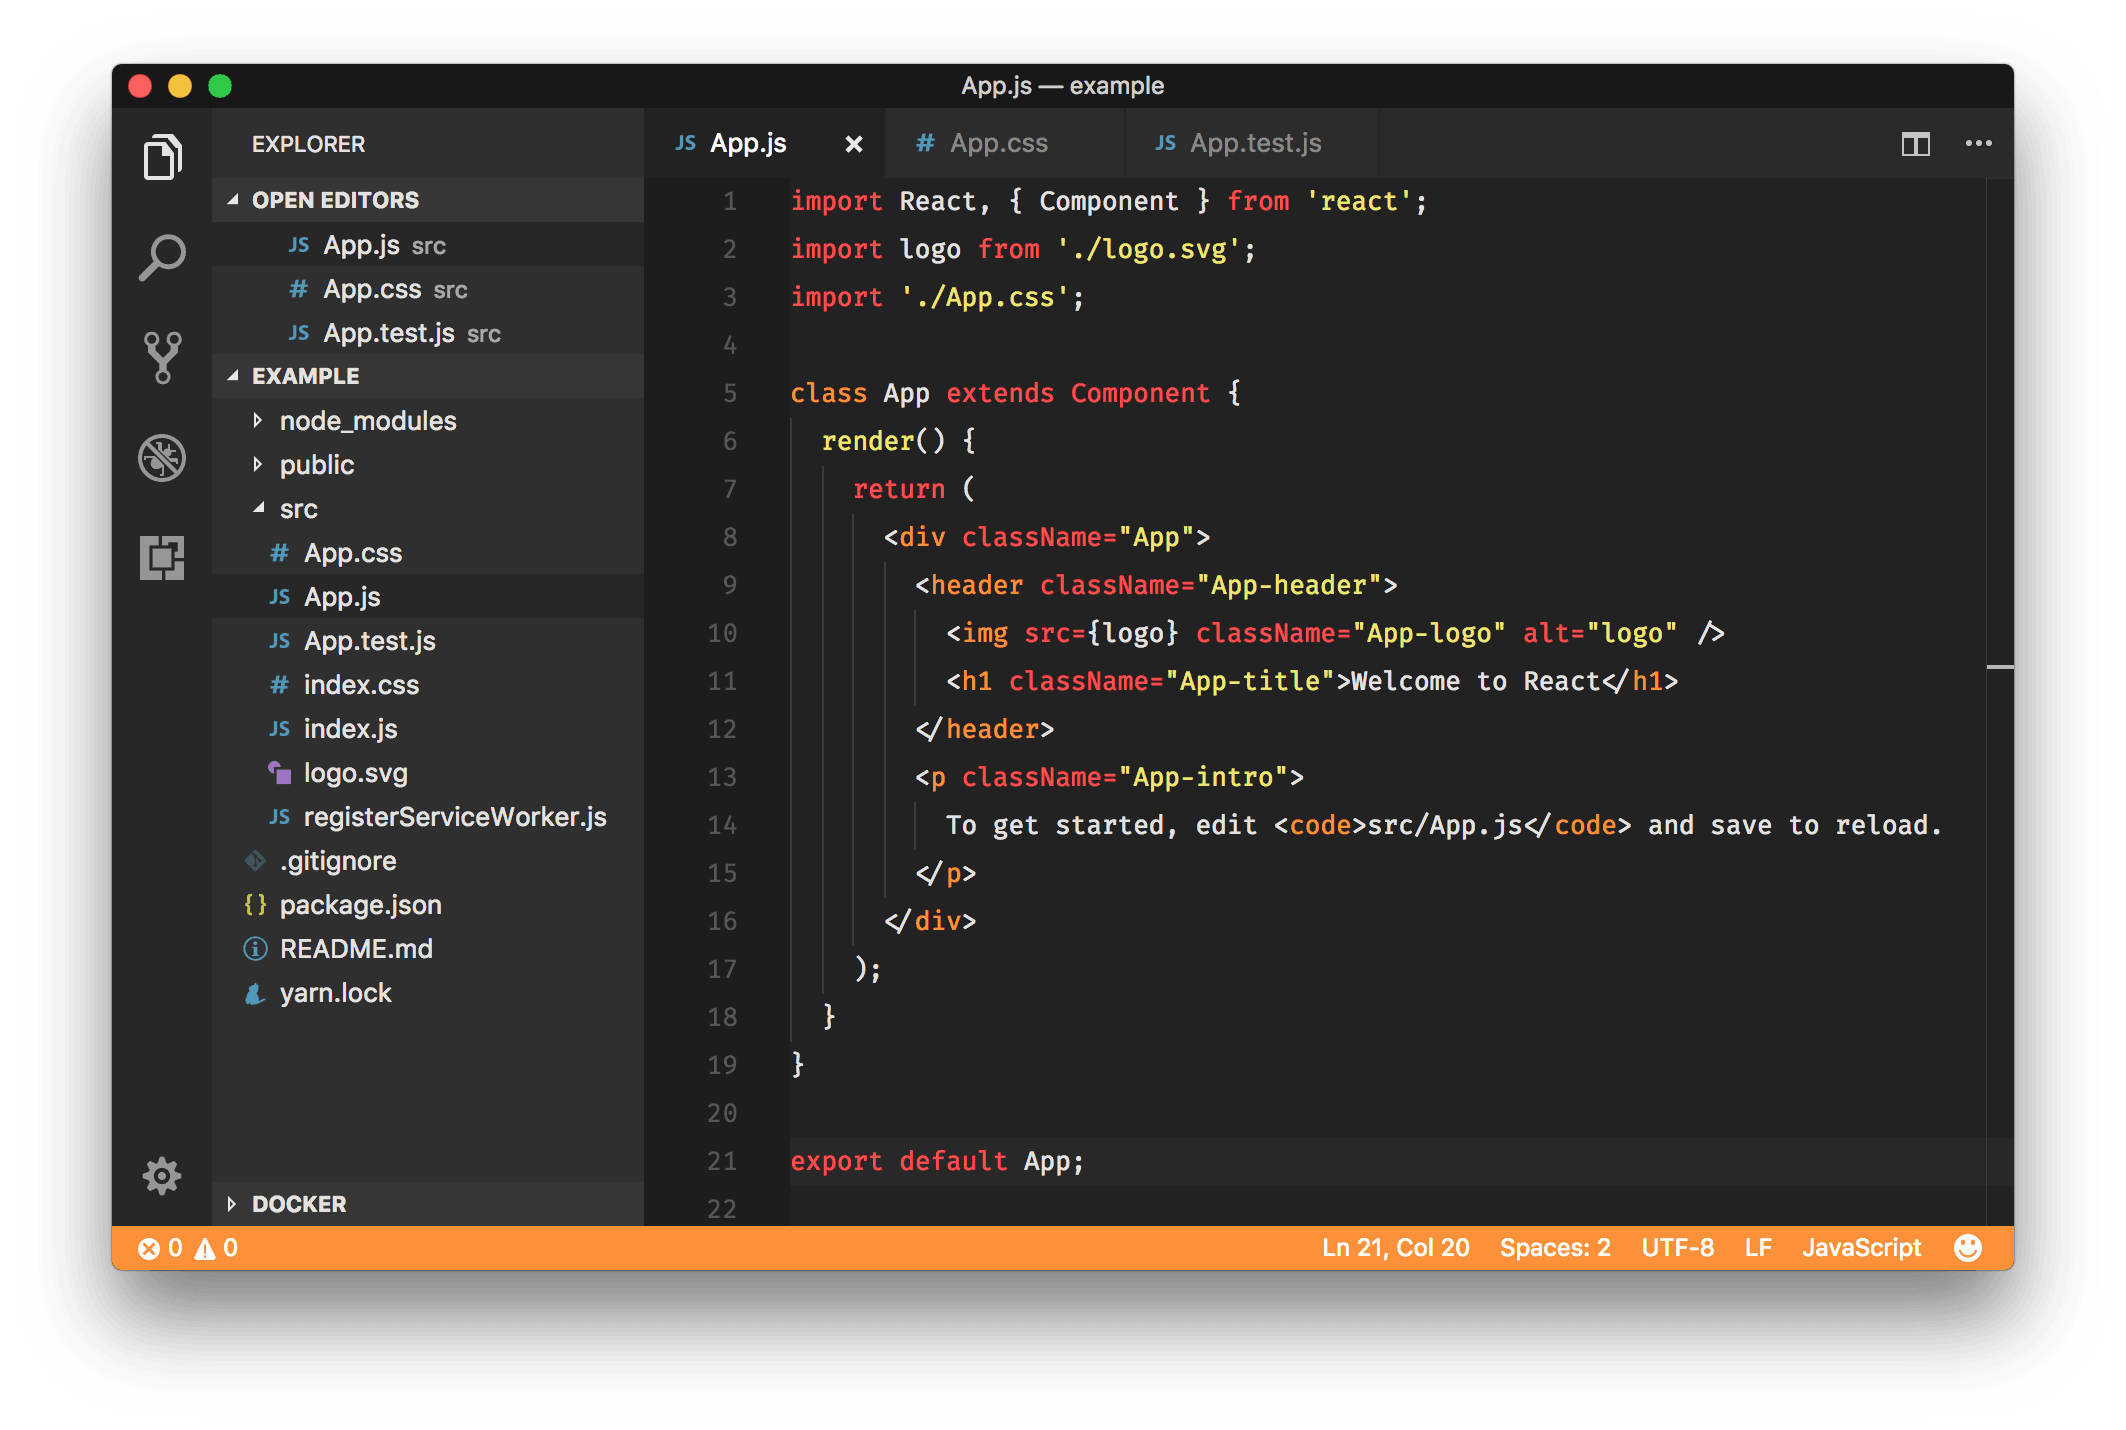 App.js — example
EXPLORER
OPEN EDITORS
JS App.js src
# App.css src
JS App.test.js src
EXAMPLE
node_modules
public
src
# App.css
JS App.js
JS App.test.js
# index.css
JS index.js
logo.svg
JS registerServiceWorker.js
.gitignore
{} package.json
README.md
yarn.lock
DOCKER
JS App.js × # App.css JS App.test.js
1 import React, { Component } from 'react';
2 import logo from './logo.svg';
3 import './App.css';
4
5 class App extends Component {
6   render() {
7     return (
8       <div className="App">
9         <header className="App-header">
10           <img src={logo} className="App-logo" alt="logo" />
11           <h1 className="App-title">Welcome to React</h1>
12         </header>
13         <p className="App-intro">
14           To get started, edit <code>src/App.js</code> and save to reload.
15         </p>
16       </div>
17     );
18   }
19 }
20
21 export default App;
22
0 0 Ln 21, Col 20 Spaces: 2 UTF-8 LF JavaScript